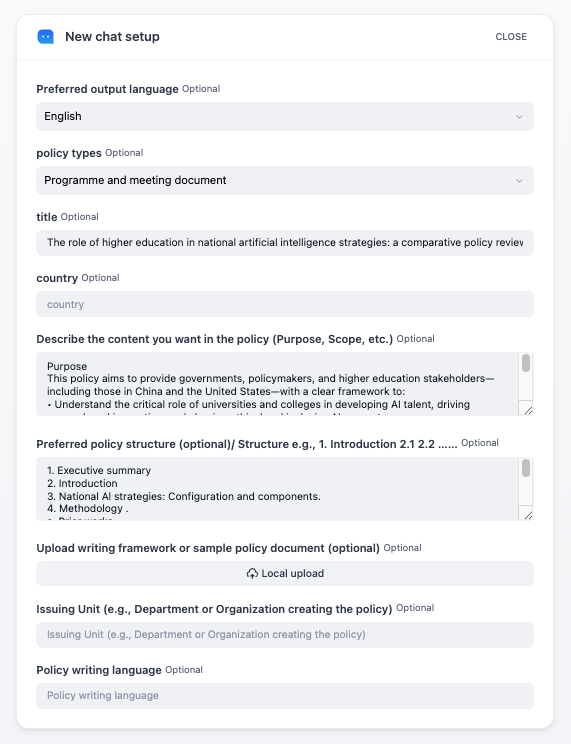 New chat setup
CLOSE
Preferred output language Optional
English
policy types Optional
Programme and meeting document
title Optional
The role of higher education in national artificial intelligence strategies: a comparative policy review
country Optional
country
Describe the content you want in the policy (Purpose, Scope, etc.) Optional
Purpose
This policy aims to provide governments, policymakers, and higher education stakeholders—
including those in China and the United States—with a clear framework to:
• Understand the critical role of universities and colleges in developing AI talent, driving
Preferred policy structure (optional)/ Structure e.g., 1. Introduction 2.1 2.2 ...... Optional
1. Executive summary
2. Introduction
3. National AI strategies: Configuration and components.
4. Methodology .
Upload writing framework or sample policy document (optional) Optional
Local upload
Issuing Unit (e.g., Department or Organization creating the policy) Optional
Issuing Unit (e.g., Department or Organization creating the policy)
Policy writing language Optional
Policy writing language